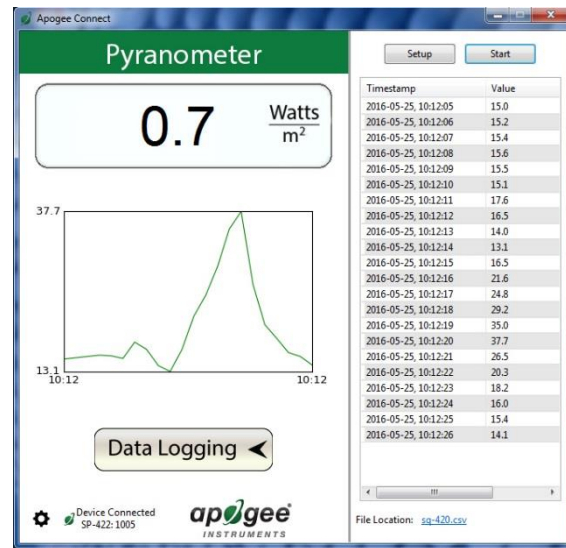 Apogee Connect
Pyranometer
0.7 Watts
m²
37.7
13.1
10:12 10:12
Data Logging
Device Connected
SP-422: 1005
apogee
INSTRUMENTS
Setup Start
Timestamp Value
2016-05-25, 10:12:05 15.0
2016-05-25, 10:12:06 15.2
2016-05-25, 10:12:07 15.4
2016-05-25, 10:12:08 15.6
2016-05-25, 10:12:09 15.5
2016-05-25, 10:12:10 15.1
2016-05-25, 10:12:11 17.6
2016-05-25, 10:12:12 16.5
2016-05-25, 10:12:13 14.0
2016-05-25, 10:12:14 13.1
2016-05-25, 10:12:15 16.5
2016-05-25, 10:12:16 21.6
2016-05-25, 10:12:17 24.8
2016-05-25, 10:12:18 29.2
2016-05-25, 10:12:19 35.0
2016-05-25, 10:12:20 37.7
2016-05-25, 10:12:21 26.5
2016-05-25, 10:12:22 20.3
2016-05-25, 10:12:23 18.2
2016-05-25, 10:12:24 16.0
2016-05-25, 10:12:25 15.4
2016-05-25, 10:12:26 14.1
File Location: sq-420.csv